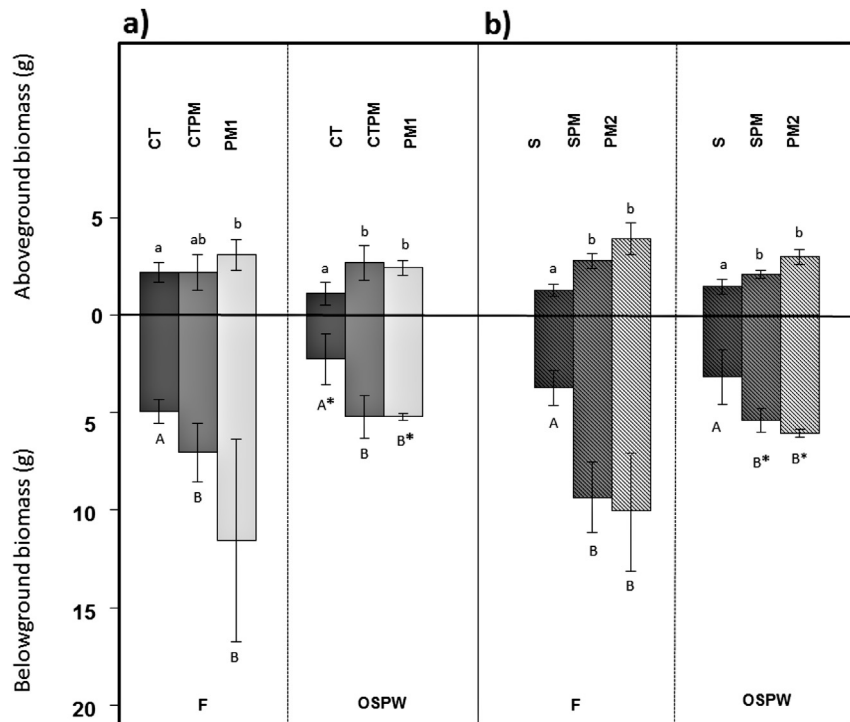 a)
b)
Aboveground biomass (g)
Belowground biomass (g)
CT CTPM PM1
CT CTPM PM1
S SPM PM2
S SPM PM2
5
0
5
10
15
20
a ab b
a b b
a b b
a b b
A B B
A* B B*
A B B
A B* B*
F
OSPW
F
OSPW